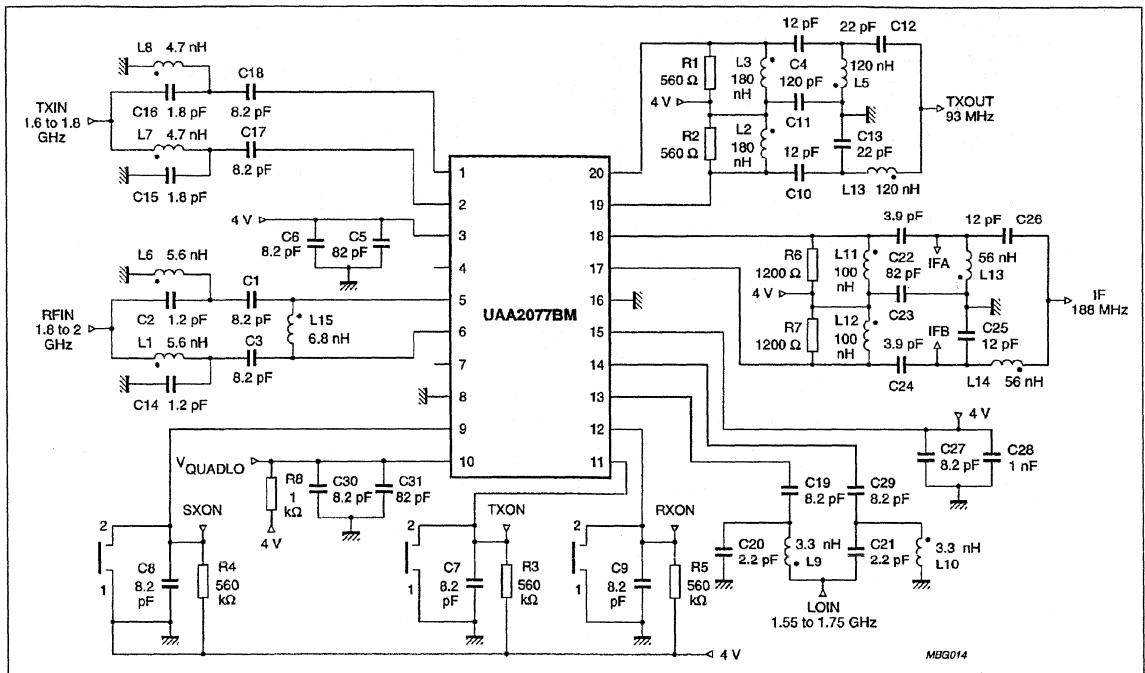 L8 4.7 nH
C18
C16 1.8 pF
8.2 pF
TXIN
1.6 to 1.8
GHz
L7 4.7 nH
C17
8.2 pF
C15 1.8 pF
4 V
C6
8.2 pF
C5
82 pF
L6 5.6 nH
C1
C2
1.2 pF
8.2 pF
RFIN
1.8 to 2
GHz
L15
6.8 nH
L1 5.6 nH
C3
8.2 pF
C14 1.2 pF
1
2
3
4
5
6
7
8
9
10
UAA2077BM
20
19
18
17
16
15
14
13
12
11
12 pF
C4
22 pF C12
R1
560 Ω
L3
180
nH
120 pF
120 nH
L5
4 V
C11
TXOUT
93 MHz
R2
560 Ω
L2
180
nH
12 pF
C10
C13
22 pF
L13
120 nH
3.9 pF
C22
IFA
12 pF C26
R6
1200 Ω
L11
100
nH
82 pF
56 nH
L13
4 V
C23
IF
188 MHz
R7
1200 Ω
L12
100
nH
3.9 pF
C24
IFB
C25
12 pF
L14 56 nH
4 V
C27
8.2 pF
C28
1 nF
C19
8.2 pF
C29
8.2 pF
C20
2.2 pF
3.3 nH
L9
C21
2.2 pF
3.3 nH
L10
LOIN
1.55 to 1.75 GHz
VQUADLO
R8
1
kΩ
C30
8.2 pF
C31
82 pF
4 V
SXON
2
1
C8
8.2
pF
R4
560
kΩ
TXON
2
1
C7
8.2
pF
R3
560
kΩ
RXON
2
1
C9
8.2
pF
R5
560
kΩ
4 V
MBG014